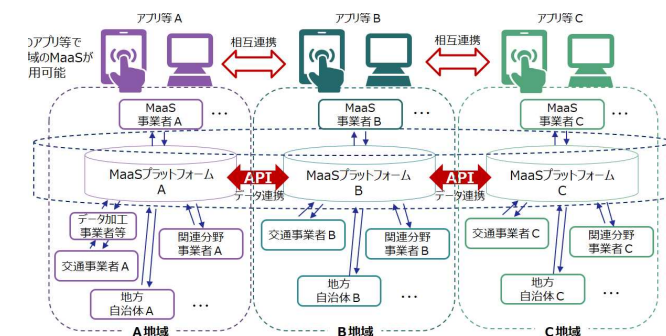 アプリ等A
アプリ等B
アプリ等C
のアプリ等で
域のMaaSが
用可能
相互連携
相互連携
MaaS
事業者A
…
MaaS
事業者B
…
MaaS
事業者C
…
MaaSプラットフォーム
A
API
データ連携
MaaSプラットフォーム
B
API
データ連携
MaaSプラットフォーム
C
データ加工
事業者等
交通事業者A
関連分野
事業者A
地方
自治体A
…
交通事業者B
関連分野
事業者B
地方
自治体B
…
交通事業者C
関連分野
事業者C
地方
自治体C
…
A地域
B地域
C地域